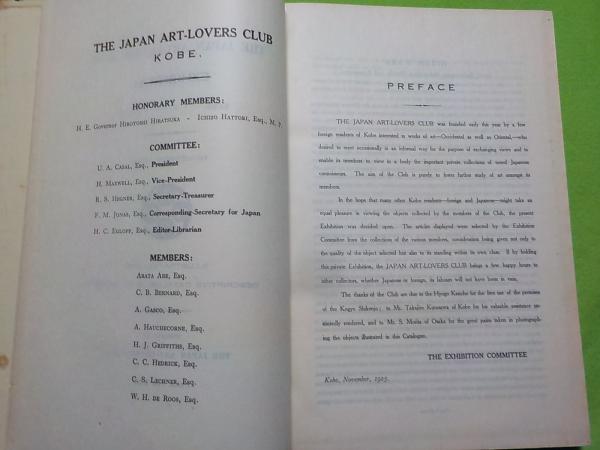 THE JAPAN ART-LOVERS CLUB
KOBE.
HONORARY MEMBERS:
H. E. Governor Hirotoshi Hiratsuka - Ichizo Hattori, Esq., M. P.
COMMITTEE:
U. A. Casal, Esq., President
H. Maxwell, Esq., Vice-President
R. S. Hegner, Esq., Secretary-Treasurer
F. M. Jonas, Esq., Corresponding-Secretary for Japan
H. C. Egloff, Esq., Editor-Librarian
MEMBERS:
Arata Abe, Esq.
C. B. Bernard, Esq.
A. Gasco, Esq.
A. Hauchecorne, Esq.
H. J. Griffiths, Esq.
C. C. Hedrick, Esq.
C. S. Lechner, Esq.
W. H. de Roos, Esq.
PREFACE
THE JAPAN ART-LOVERS CLUB was founded early this year by a few
foreign residents of Kobe interested in works of art—Occidental as well as Oriental,—who
desired to meet occasionally in an informal way for the purpose of exchanging views and to
enable its members to view in a body the important private collections of noted Japanese
connoisseurs. The aim of the Club is purely to foster further study of art amongst its
members.
In the hope that many other Kobe residents—foreign and Japanese—might take an
equal pleasure in viewing the objects collected by the members of the Club, the present
Exhibition was decided upon. The articles displayed were selected by the Exhibition
Committee from the collections of the various members, consideration being given not only to
the quality of the object selected but also to its standing within its own class. If by holding
this private Exhibition, the JAPAN ART-LOVERS CLUB brings a few happy hours to
other collectors, whether Japanese or foreign, its labours will not have been in vain.
The thanks of the Club are due to the Hyogo Kencho for the free use of the premises
of the Kogyo Shikenjo; to Mr. Takajiro Kurosawa of Kobe for his valuable assistance so
kindly rendered, and to Mr. S. Morita of Osaka for the great pains taken in photograph-
ing the objects illustrated in this Catalogue.
THE EXHIBITION COMMITTEE
Kobe, November, 1925.